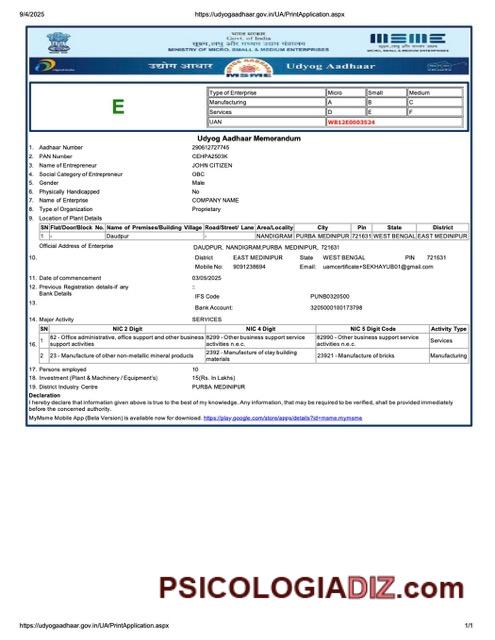 9/4/2025 https://udyogaadhaar.gov.in/UA/PrintApplication.aspx
भारत सरकार
Govt. of India
सूक्ष्म, लघु और मध्यम उद्यम मंत्रालय
MINISTRY OF MICRO, SMALL & MEDIUM ENTERPRISES
MSME
MICRO, SMALL & MEDIUM ENTERPRISES
उद्योग आधार
UDYOG AADHAAR
MSME
Udyog Aadhaar
E
Type of Enterprise Micro Small Medium
Manufacturing A B C
Services D E F
UAN WB12E0003524
Udyog Aadhaar Memorandum
1. Aadhaar Number 290612727745
2. PAN Number CEHPA2503K
3. Name of Entrepreneur JOHN CITIZEN
4. Social Category of Entrepreneur OBC
5. Gender Male
6. Physically Handicapped No
7. Name of Enterprise COMPANY NAME
8. Type of Organization Proprietary
9. Location of Plant Details
SN Flat/Door/Block No. Name of Premises/Building Village Road/Street/ Lane Area/Locality City Pin State District
1 - Daudpur - NANDIGRAM PURBA MEDINIPUR 721631 WEST BENGAL EAST MEDINIPUR
Official Address of Enterprise DAUDPUR, NANDIGRAM,PURBA MEDINIPUR, 721631
10. District EAST MEDINIPUR State WEST BENGAL PIN 721631
Mobile No: 9091238694 Email: uamcertificate+SEKHAYUB01@gmail.com
11. Date of commencement 03/05/2025
12. Previous Registration details-if any :
13. Bank Details IFS Code PUNB0320500
Bank Account: 3205000100173798
14. Major Activity SERVICES
SN NIC 2 Digit NIC 4 Digit NIC 5 Digit Code Activity Type
16. 1 82 - Office administrative, office support and other business support activities 8299 - Other business support service activities n.e.c. 82990 - Other business support service activities n.e.c. Services
2 23 - Manufacture of other non-metallic mineral products 2392 - Manufacture of clay building materials 23921 - Manufacture of bricks Manufacturing
17. Persons employed 10
18. Investment (Plant & Machinery / Equipment's) 15(Rs. In Lakhs)
19. District Industry Centre PURBA MEDINIPUR
Declaration
I hereby declare that information given above is true to the best of my knowledge. Any information, that may be required to be verified, shall be provided immediately
before the concerned authority.
MyMsme Mobile App (Beta Version) is available now for download. https://play.google.com/store/apps/details?id=msme.mymsme
PSICOLOGIADIZ.com
https://udyogaadhaar.gov.in/UA/PrintApplication.aspx 1/1